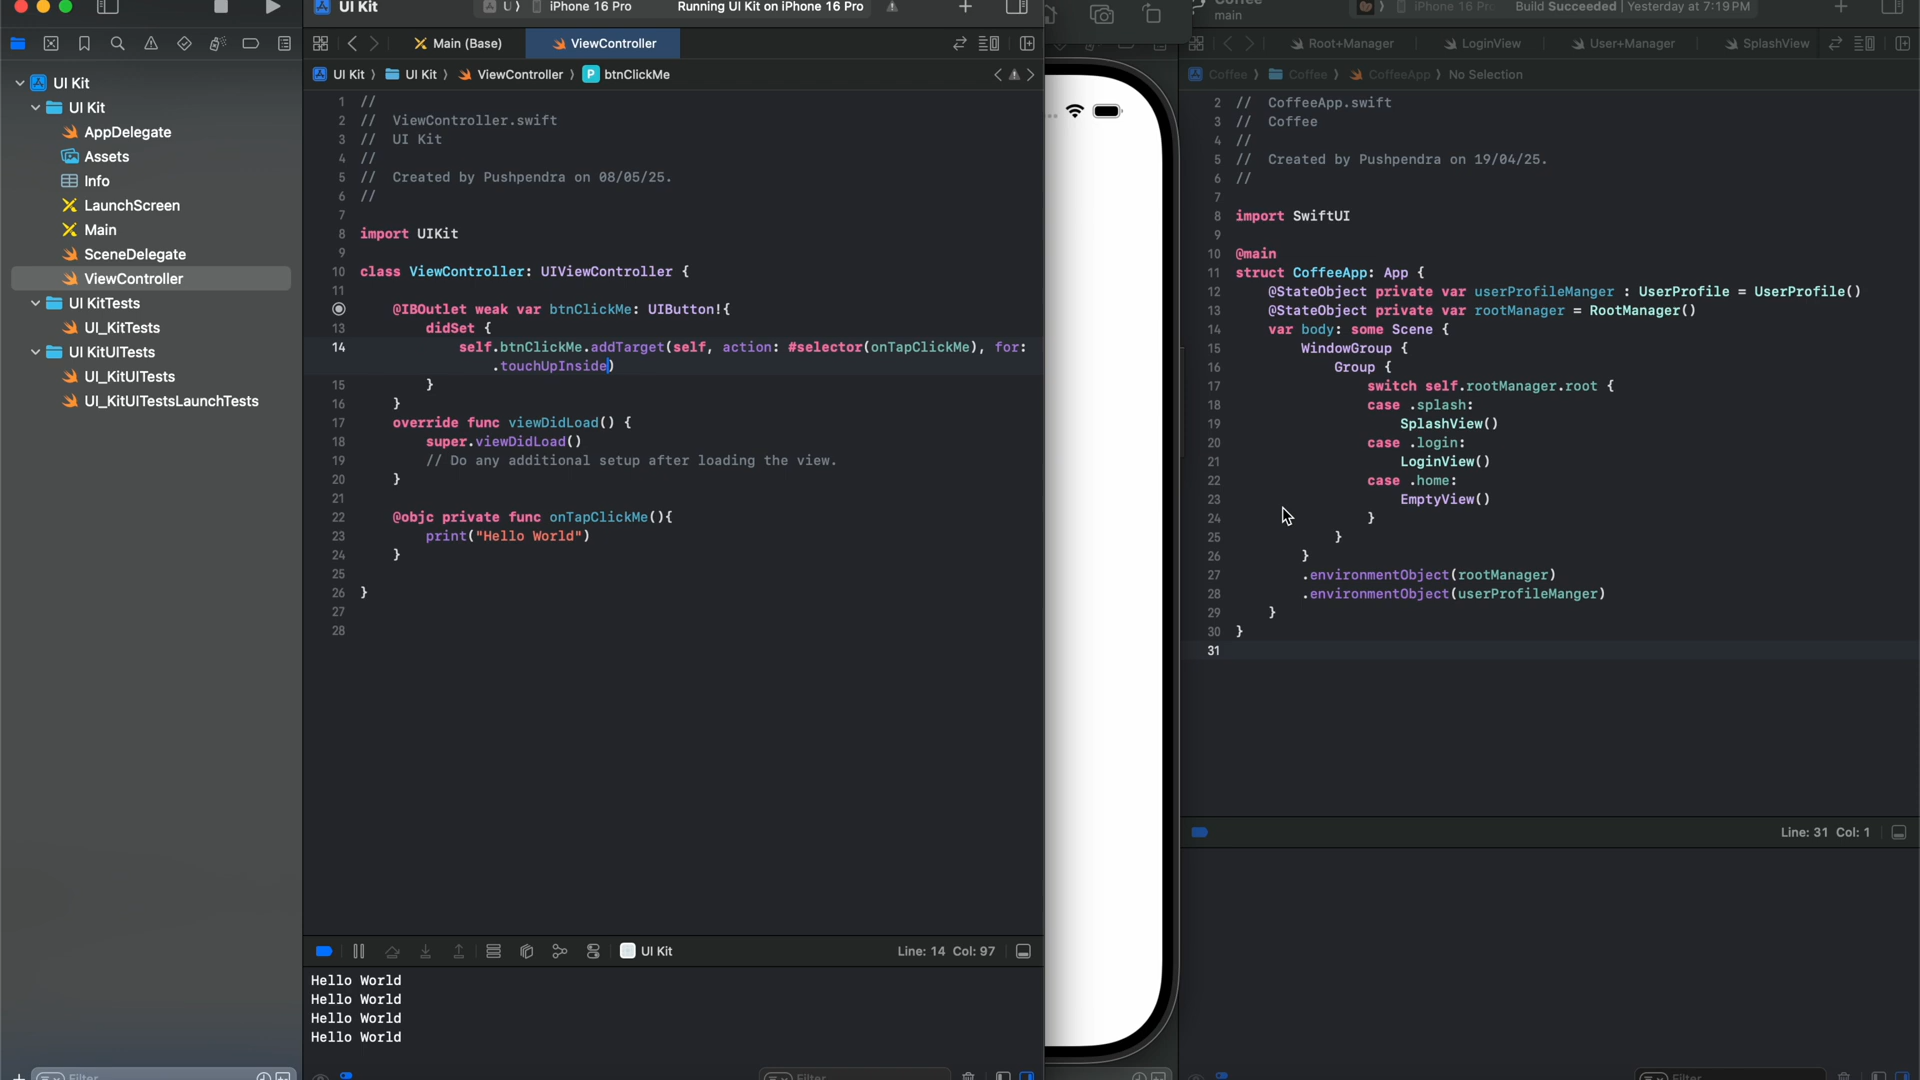 UI Kit
U
iPhone 16 Pro
Running UI Kit on iPhone 16 Pro
Main (Base)
ViewController
UI Kit
UI Kit
ViewController
btnClickMe
UI Kit
UI Kit
AppDelegate
Assets
Info
LaunchScreen
Main
SceneDelegate
ViewController
UI KitTests
UI_KitTests
UI KitUITests
UI_KitUITests
UI_KitUITestsLaunchTests
Filter
1 //
2 // ViewController.swift
3 // UI Kit
4 //
5 // Created by Pushpendra on 08/05/25.
6 //
7
8 import UIKit
9
10 class ViewController: UIViewController {
11
@IBOutlet weak var btnClickMe: UIButton!{
13 didSet {
14 self.btnClickMe.addTarget(self, action: #selector(onTapClickMe), for:
.touchUpInside)
15 }
16 }
17 override func viewDidLoad() {
18 super.viewDidLoad()
19 // Do any additional setup after loading the view.
20 }
21
22 @objc private func onTapClickMe(){
23 print("Hello World")
24 }
25
26 }
27
28
UI Kit
Line: 14 Col: 97
Hello World
Hello World
Hello World
Hello World
Filter
Coffee
main
iPhone 16 Pr
Build Succeeded | Yesterday at 7:19 PM
Root+Manager
LoginView
User+Manager
SplashView
Coffee
Coffee
CoffeeApp
No Selection
2 // CoffeeApp.swift
3 // Coffee
4 //
5 // Created by Pushpendra on 19/04/25.
6 //
7
8 import SwiftUI
9
10 @main
11 struct CoffeeApp: App {
12 @StateObject private var userProfileManger : UserProfile = UserProfile()
13 @StateObject private var rootManager = RootManager()
14 var body: some Scene {
15 WindowGroup {
16 Group {
17 switch self.rootManager.root {
18 case .splash:
19 SplashView()
20 case .login:
21 LoginView()
22 case .home:
23 EmptyView()
24 }
25 }
26 }
27 .environmentObject(rootManager)
28 .environmentObject(userProfileManger)
29 }
30 }
31
Line: 31 Col: 1
Filter